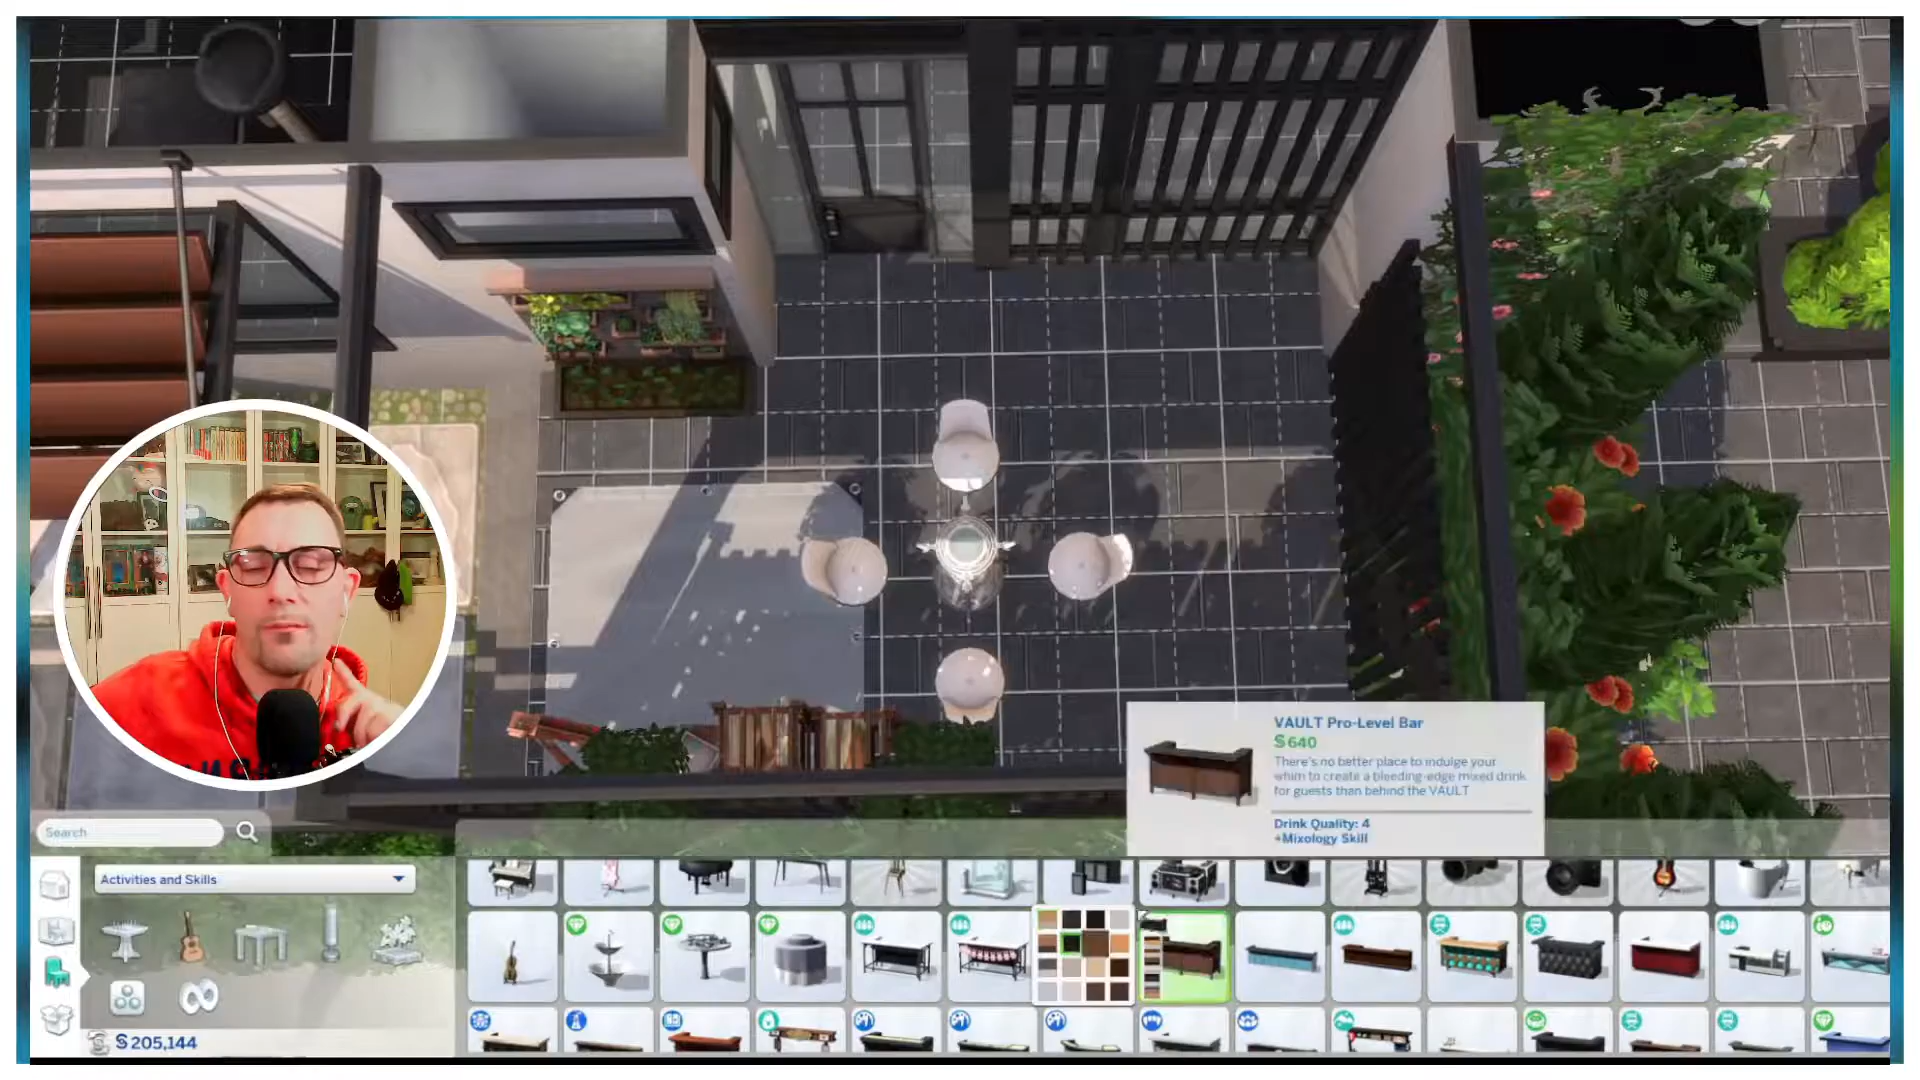 VAULT Pro-Level Bar
§640
There's no better place to indulge your
whim to create a bleeding-edge mixed drink
for guests than behind the VAULT
Drink Quality: 4
+Mixology Skill
Search
Activities and Skills
§205,144